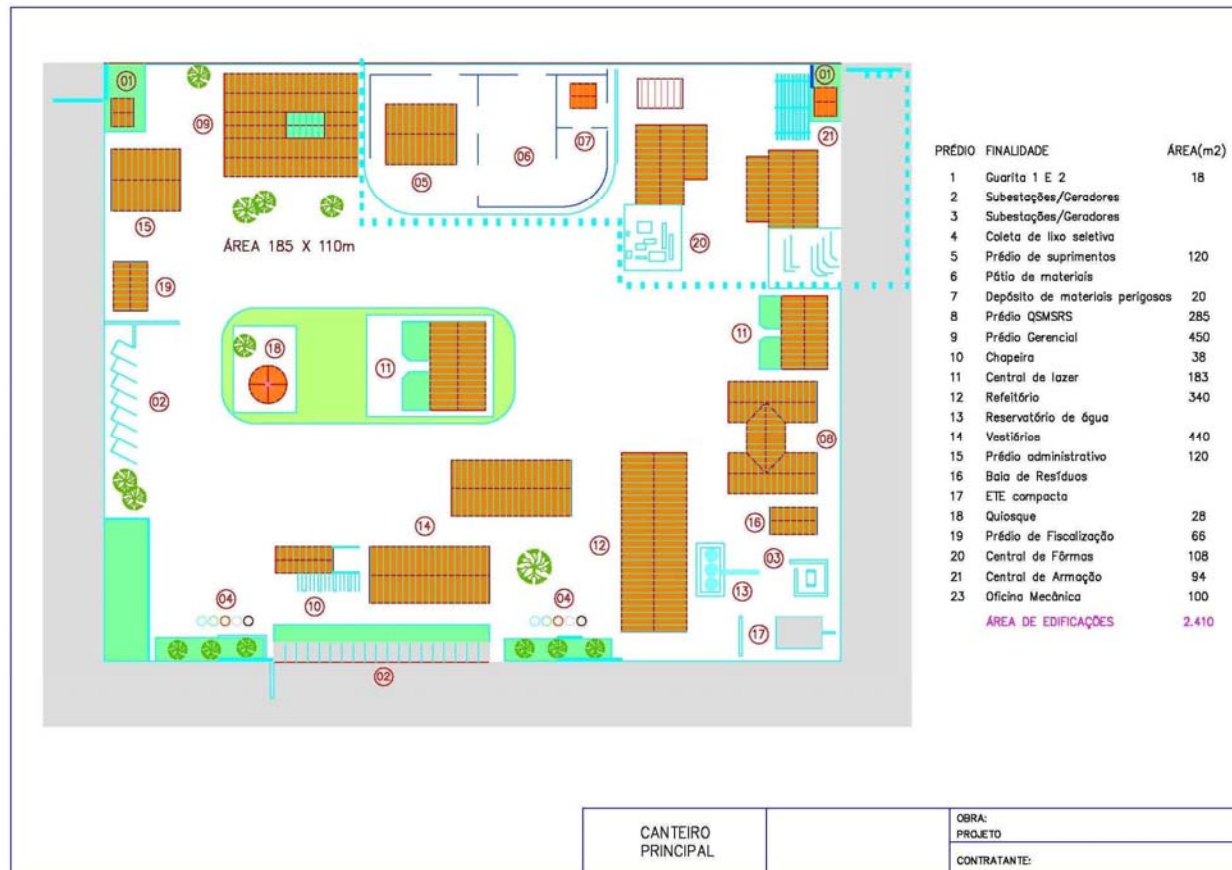 01
01
09
21
07
06
05
15
20
ÁREA 185 X 110m
19
11
18
11
02
08
16
14
12
03
13
10
04
04
17
02
PRÉDIO FINALIDADE ÁREA(m2)
1 Guarita 1 E 2 18
2 Subestações/Geradores
3 Subestações/Geradores
4 Coleta de lixo seletiva
5 Prédio de suprimentos 120
6 Pátio de materiais
7 Depósito de materiais perigosos 20
8 Prédio QSMSRS 285
9 Prédio Gerencial 450
10 Chapeira 38
11 Central de lazer 183
12 Refeitório 340
13 Reservatório de água
14 Vestiários 440
15 Prédio administrativo 120
16 Baia de Resíduos
17 ETE compacta
18 Quiosque 28
19 Prédio de Fiscalização 66
20 Central de Fôrmas 108
21 Central de Armação 94
23 Oficina Mecânica 100
ÁREA DE EDIFICAÇÕES 2.410
CANTEIRO
PRINCIPAL
OBRA:
PROJETO
CONTRATANTE: